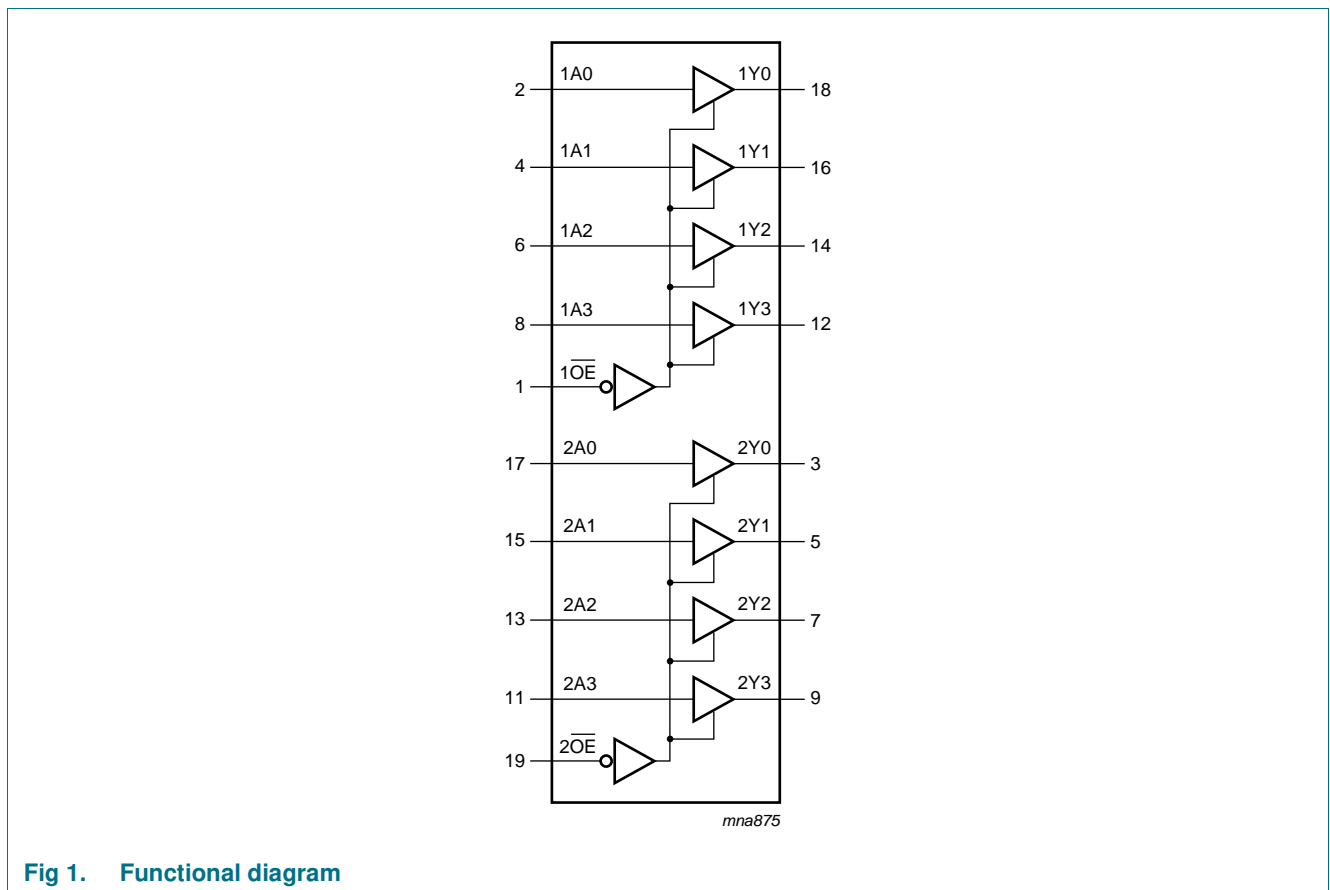 2 1A0 1Y0 18
4 1A1 1Y1 16
6 1A2 1Y2 14
8 1A3 1Y3 12
1 1O̅E̅
17 2A0 2Y0 3
15 2A1 2Y1 5
13 2A2 2Y2 7
11 2A3 2Y3 9
19 2O̅E̅
mna875
Fig 1. Functional diagram